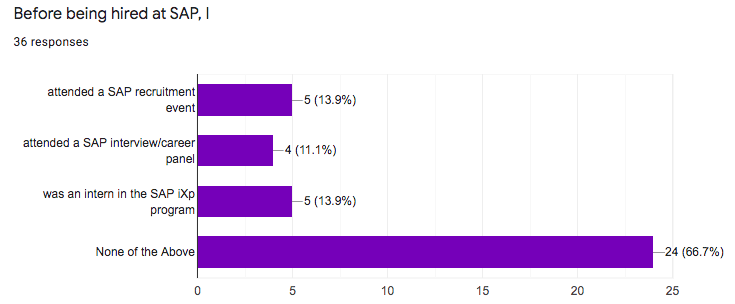 Before being hired at SAP, I
36 responses
attended a SAP recruitment
event
5 (13.9%)
attended a SAP interview/career
panel
4 (11.1%)
was an intern in the SAP iXp
program
5 (13.9%)
None of the Above
24 (66.7%)
0
5
10
15
20
25